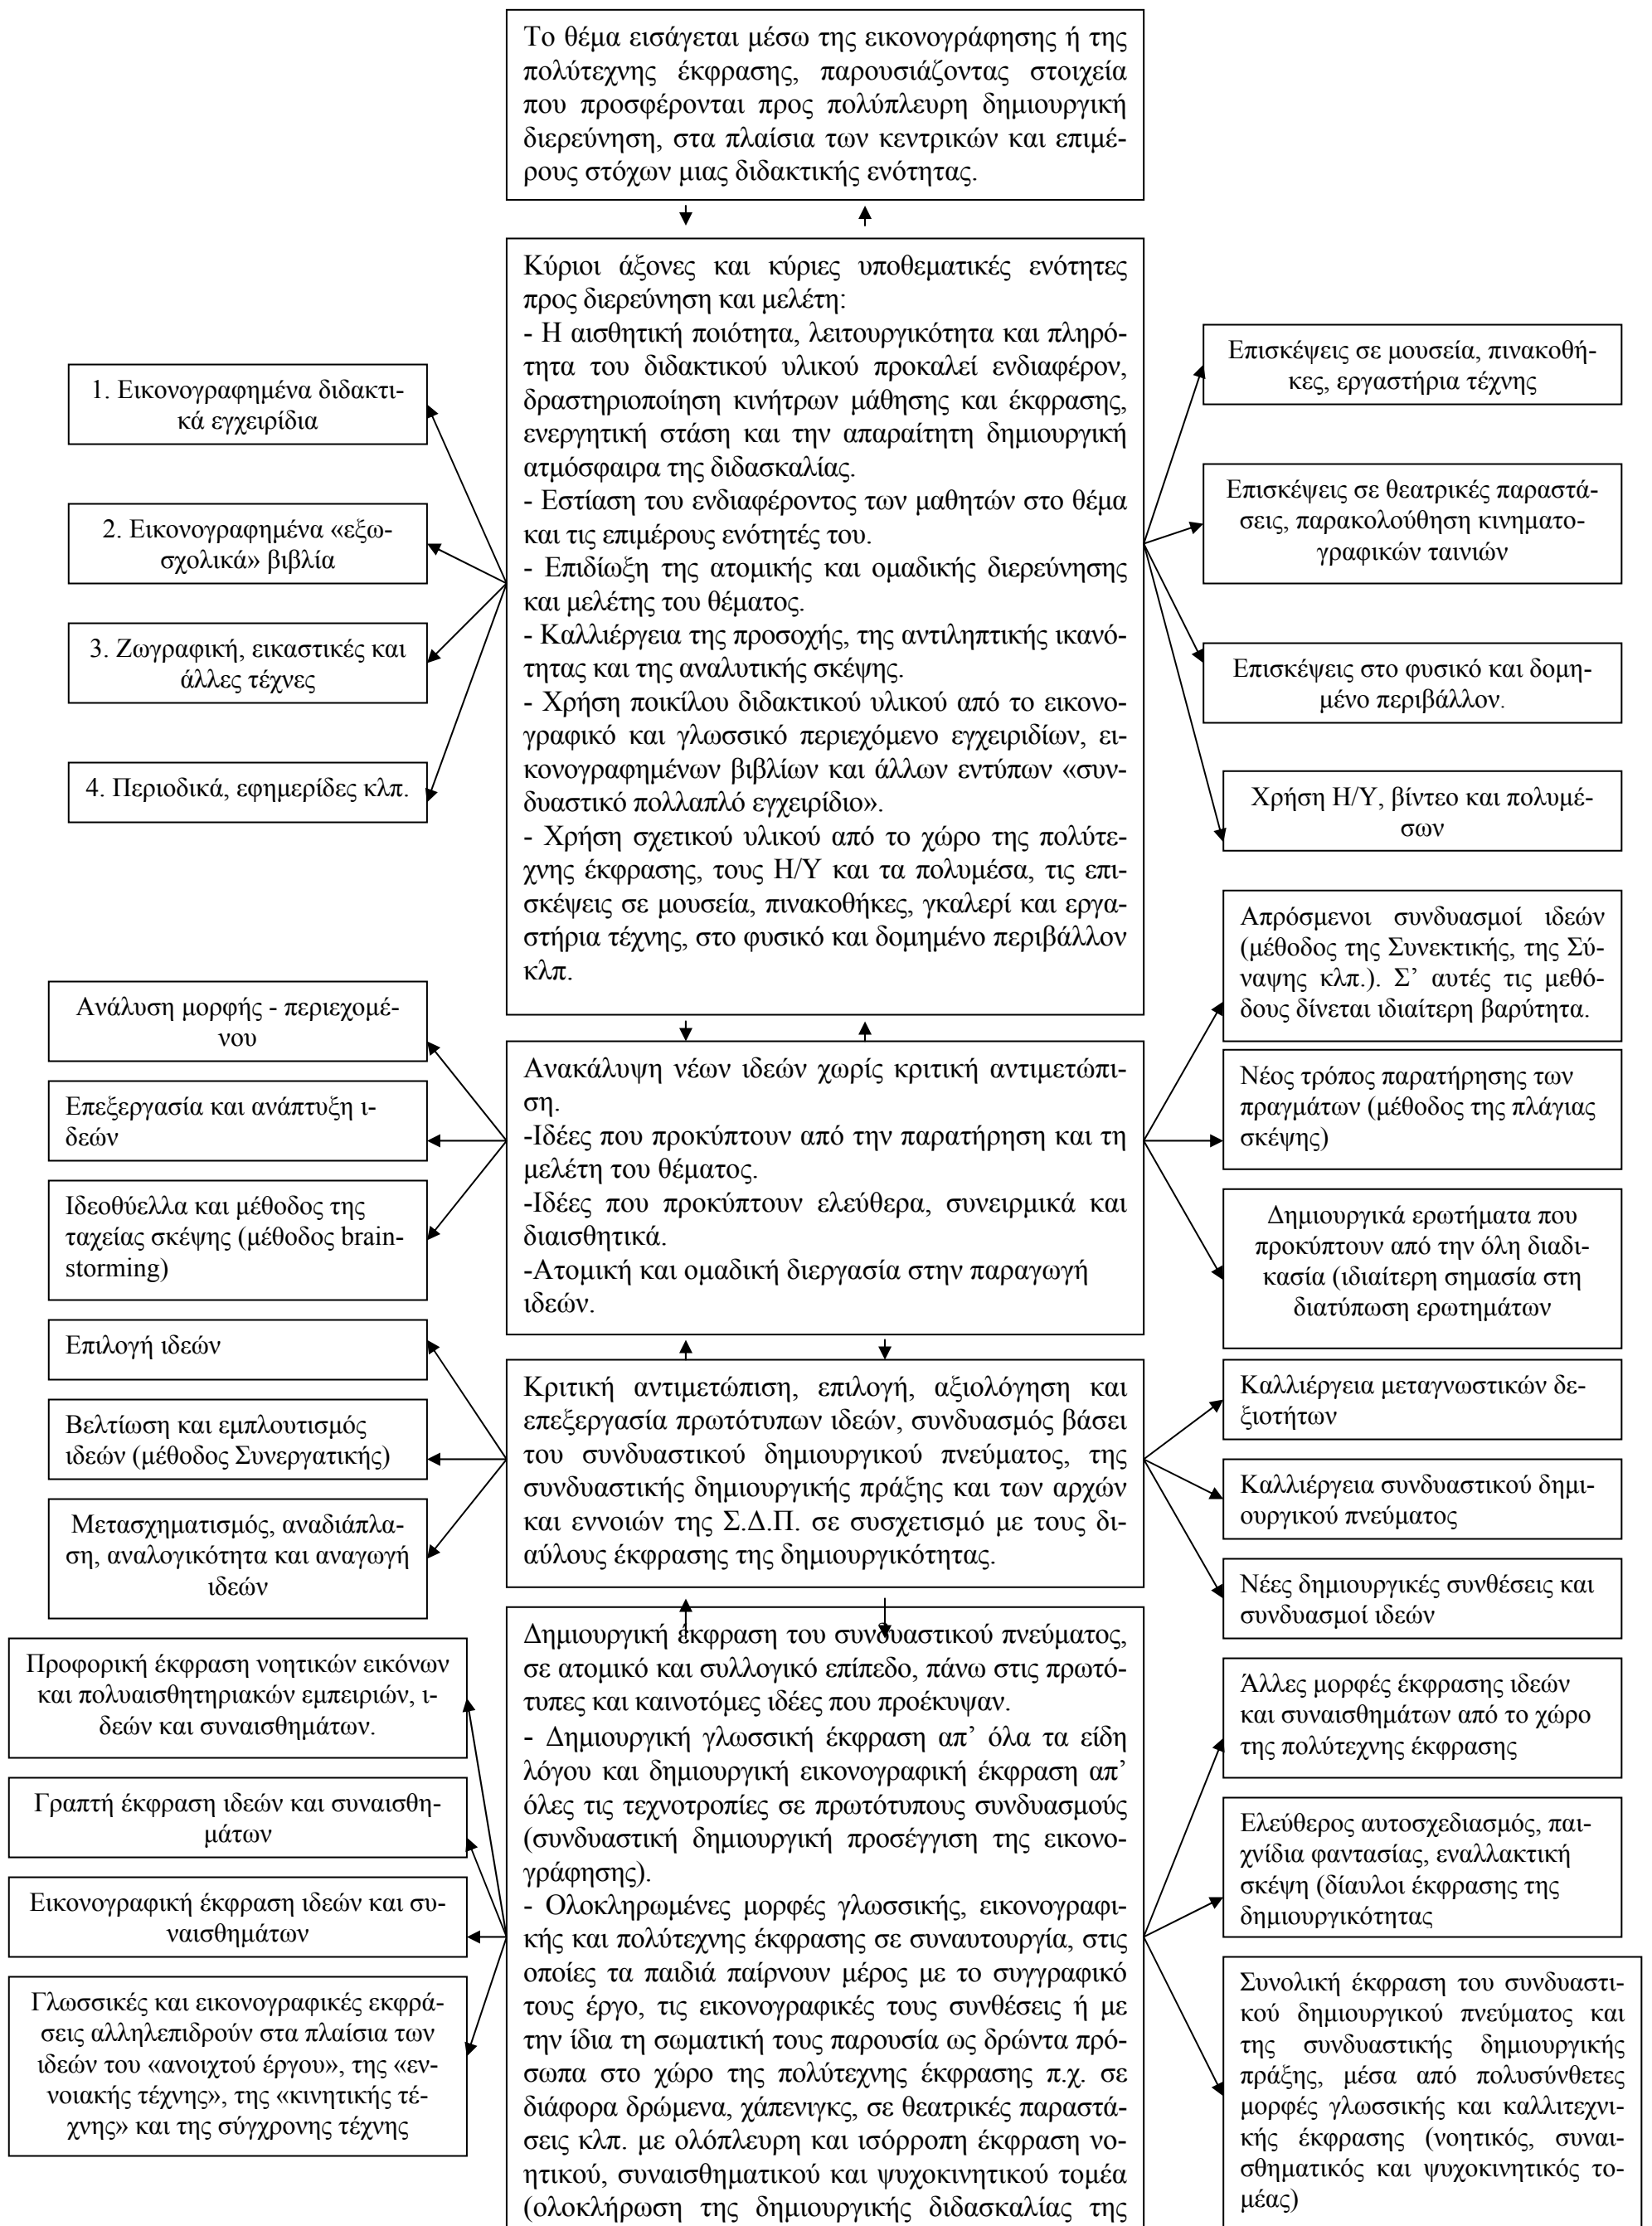 Το θέμα εισάγεται μέσω της εικονογράφησης ή της
πολύτεχνης έκφρασης, παρουσιάζοντας στοιχεία
που προσφέρονται προς πολύπλευρη δημιουργική
διερεύνηση, στα πλαίσια των κεντρικών και επιμέ-
ρους στόχων μιας διδακτικής ενότητας.
Κύριοι άξονες και κύριες υποθεματικές ενότητες
προς διερεύνηση και μελέτη:
- Η αισθητική ποιότητα, λειτουργικότητα και πληρό-
τητα του διδακτικού υλικού προκαλεί ενδιαφέρον,
δραστηριοποίηση κινήτρων μάθησης και έκφρασης,
ενεργητική στάση και την απαραίτητη δημιουργική
ατμόσφαιρα της διδασκαλίας.
- Εστίαση του ενδιαφέροντος των μαθητών στο θέμα
και τις επιμέρους ενότητές του.
- Επιδίωξη της ατομικής και ομαδικής διερεύνησης
και μελέτης του θέματος.
- Καλλιέργεια της προσοχής, της αντιληπτικής ικανό-
τητας και της αναλυτικής σκέψης.
- Χρήση ποικίλου διδακτικού υλικού από το εικονο-
γραφικό και γλωσσικό περιεχόμενο εγχειριδίων, ει-
κονογραφημένων βιβλίων και άλλων εντύπων «συν-
δυαστικό πολλαπλό εγχειρίδιο».
- Χρήση σχετικού υλικού από το χώρο της πολύτε-
χνης έκφρασης, τους Η/Υ και τα πολυμέσα, τις επι-
σκέψεις σε μουσεία, πινακοθήκες, γκαλερί και εργα-
στήρια τέχνης, στο φυσικό και δομημένο περιβάλλον
κλπ.
1. Εικονογραφημένα διδακτι-
κά εγχειρίδια
2. Εικονογραφημένα «εξω-
σχολικά» βιβλία
3. Ζωγραφική, εικαστικές και
άλλες τέχνες
4. Περιοδικά, εφημερίδες κλπ.
Επισκέψεις σε μουσεία, πινακοθή-
κες, εργαστήρια τέχνης
Επισκέψεις σε θεατρικές παραστά-
σεις, παρακολούθηση κινηματο-
γραφικών ταινιών
Επισκέψεις στο φυσικό και δομη-
μένο περιβάλλον.
Χρήση Η/Υ, βίντεο και πολυμέ-
σων
Ανακάλυψη νέων ιδεών χωρίς κριτική αντιμετώπι-
ση.
-Ιδέες που προκύπτουν από την παρατήρηση και τη
μελέτη του θέματος.
-Ιδέες που προκύπτουν ελεύθερα, συνειρμικά και
διαισθητικά.
-Ατομική και ομαδική διεργασία στην παραγωγή
ιδεών.
Ανάλυση μορφής - περιεχομέ-
νου
Επεξεργασία και ανάπτυξη ι-
δεών
Ιδεοθύελλα και μέθοδος της
ταχείας σκέψης (μέθοδος brain-
storming)
Απρόσμενοι συνδυασμοί ιδεών
(μέθοδος της Συνεκτικής, της Σύ-
ναψης κλπ.). Σ’ αυτές τις μεθό-
δους δίνεται ιδιαίτερη βαρύτητα.
Νέος τρόπος παρατήρησης των
πραγμάτων (μέθοδος της πλάγιας
σκέψης)
Δημιουργικά ερωτήματα που
προκύπτουν από την όλη διαδι-
κασία (ιδιαίτερη σημασία στη
διατύπωση ερωτημάτων
Κριτική αντιμετώπιση, επιλογή, αξιολόγηση και
επεξεργασία πρωτότυπων ιδεών, συνδυασμός βάσει
του συνδυαστικού δημιουργικού πνεύματος, της
συνδυαστικής δημιουργικής πράξης και των αρχών
και εννοιών της Σ.Δ.Π. σε συσχετισμό με τους δι-
αύλους έκφρασης της δημιουργικότητας.
Επιλογή ιδεών
Βελτίωση και εμπλουτισμός
ιδεών (μέθοδος Συνεργατικής)
Μετασχηματισμός, αναδιάπλα-
ση, αναλογικότητα και αναγωγή
ιδεών
Καλλιέργεια μεταγνωστικών δε-
ξιοτήτων
Καλλιέργεια συνδυαστικού δημι-
ουργικού πνεύματος
Νέες δημιουργικές συνθέσεις και
συνδυασμοί ιδεών
Δημιουργική έκφραση του συνδυαστικού πνεύματος,
σε ατομικό και συλλογικό επίπεδο, πάνω στις πρωτό-
τυπες και καινοτόμες ιδέες που προέκυψαν.
- Δημιουργική γλωσσική έκφραση απ’ όλα τα είδη
λόγου και δημιουργική εικονογραφική έκφραση απ’
όλες τις τεχνοτροπίες σε πρωτότυπους συνδυασμούς
(συνδυαστική δημιουργική προσέγγιση της εικονο-
γράφησης).
- Ολοκληρωμένες μορφές γλωσσικής, εικονογραφι-
κής και πολύτεχνης έκφρασης σε συναυτουργία, στις
οποίες τα παιδιά παίρνουν μέρος με το συγγραφικό
τους έργο, τις εικονογραφικές τους συνθέσεις ή με
την ίδια τη σωματική τους παρουσία ως δρώντα πρό-
σωπα στο χώρο της πολύτεχνης έκφρασης π.χ. σε
διάφορα δρώμενα, χάπενιγκς, σε θεατρικές παραστά-
σεις κλπ. με ολόπλευρη και ισόρροπη έκφραση νο-
ητικού, συναισθηματικού και ψυχοκινητικού τομέα
(ολοκλήρωση της δημιουργικής διδασκαλίας της
Προφορική έκφραση νοητικών εικόνων
και πολυαισθητηριακών εμπειριών, ι-
δεών και συναισθημάτων.
Γραπτή έκφραση ιδεών και συναισθη-
μάτων
Εικονογραφική έκφραση ιδεών και συ-
ναισθημάτων
Γλωσσικές και εικονογραφικές εκφρά-
σεις αλληλεπιδρούν στα πλαίσια των
ιδεών του «ανοιχτού έργου», της «εν-
νοιακής τέχνης», της «κινητικής τέ-
χνης» και της σύγχρονης τέχνης
Άλλες μορφές έκφρασης ιδεών
και συναισθημάτων από το χώρο
της πολύτεχνης έκφρασης
Ελεύθερος αυτοσχεδιασμός, παι-
χνίδια φαντασίας, εναλλακτική
σκέψη (δίαυλοι έκφρασης της
δημιουργικότητας
Συνολική έκφραση του συνδυαστι-
κού δημιουργικού πνεύματος και
της συνδυαστικής δημιουργικής
πράξης, μέσα από πολυσύνθετες
μορφές γλωσσικής και καλλιτεχνι-
κής έκφρασης (νοητικός, συναι-
σθηματικός και ψυχοκινητικός το-
μέας)